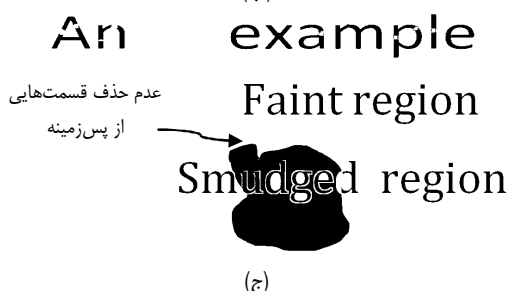 An example
عدم حذف قسمت‌هایی
از پس‌زمینه
Faint region
Smudged region
(ج)